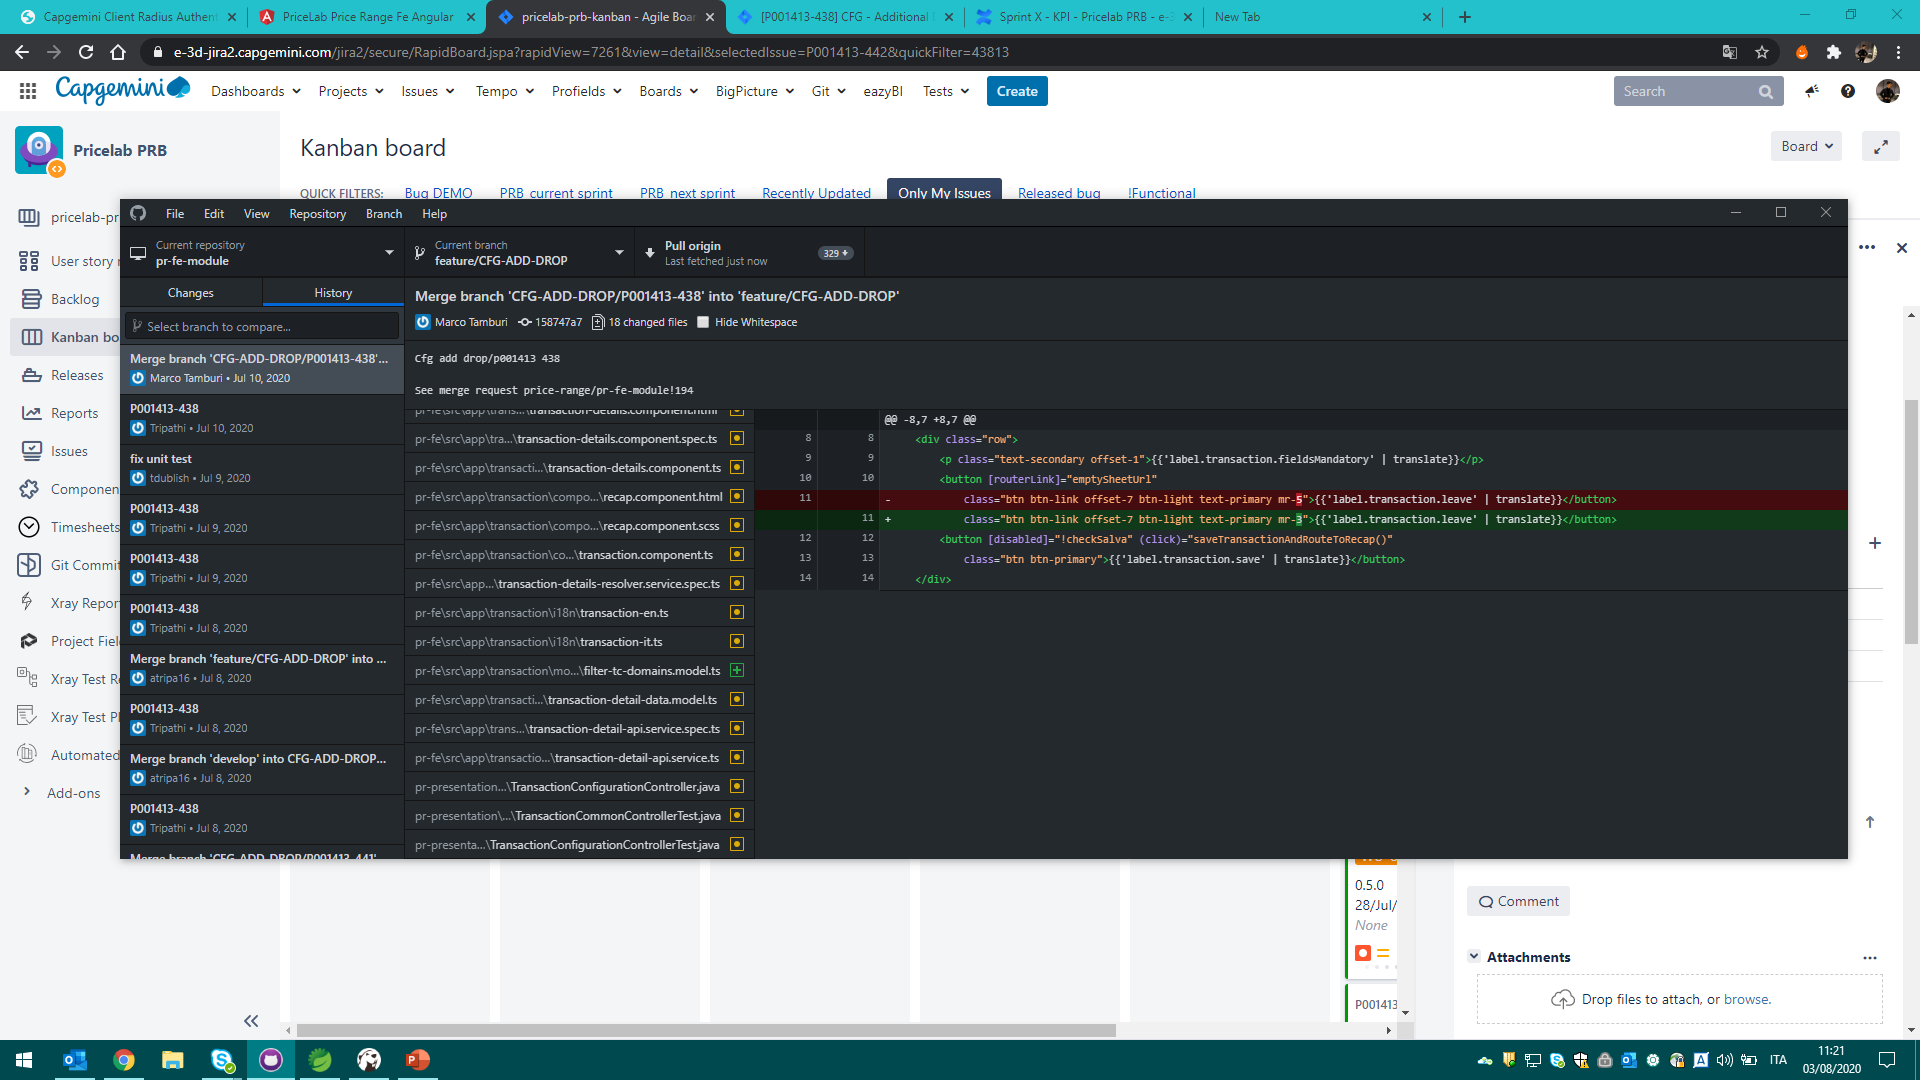 Capgemini Client Radius Authent
PriceLab Price Range Fe Angular
pricelab-prb-kanban - Agile Boar
[P001413-438] CFG - Additional
Sprint X - KPI - Pricelab PRB - e-3
New Tab
e-3d-jira2.capgemini.com/jira2/secure/RapidBoard.jspa?rapidView=7261&view=detail&selectedIssue=P001413-442&quickFilter=43813
Capgemini
Dashboards Projects Issues Tempo Profields Boards BigPicture Git eazyBI Tests Create
Search
Pricelab PRB
Kanban board
Board
QUICK FILTERS: Bug DEMO PRB current sprint PRB next sprint Recently Updated Only My Issues Released bug !Functional
pricelab-pr
User story
Backlog
Kanban bo
Releases
Reports
Issues
Componen
Timesheets
Git Commit
Xray Repor
Project Fiel
Xray Test R
Xray Test Pl
Automated
Add-ons
File Edit View Repository Branch Help
Current repository
pr-fe-module
Current branch
feature/CFG-ADD-DROP
Pull origin
Last fetched just now
329
Changes
History
Select branch to compare...
Merge branch 'CFG-ADD-DROP/P001413-438'...
Marco Tamburi • Jul 10, 2020
P001413-438
Tripathi • Jul 10, 2020
fix unit test
tdublish • Jul 9, 2020
P001413-438
Tripathi • Jul 9, 2020
P001413-438
Tripathi • Jul 9, 2020
P001413-438
Tripathi • Jul 8, 2020
Merge branch 'feature/CFG-ADD-DROP' into ...
atripa16 • Jul 8, 2020
P001413-438
Tripathi • Jul 8, 2020
Merge branch 'develop' into CFG-ADD-DROP...
atripa16 • Jul 8, 2020
P001413-438
Tripathi • Jul 8, 2020
Merge branch 'CFG-ADD-DROP/P001413-441'
Merge branch 'CFG-ADD-DROP/P001413-438' into 'feature/CFG-ADD-DROP'
Marco Tamburi 158747a7 18 changed files Hide Whitespace
Cfg add drop/p001413 438
See merge request price-range/pr-fe-module!194
pr-fe\src\app\trans...\transaction-details.component.html
pr-fe\src\app\tra...\transaction-details.component.spec.ts
pr-fe\src\app\transacti...\transaction-details.component.ts
pr-fe\src\app\transaction\compo...\recap.component.html
pr-fe\src\app\transaction\compo...\recap.component.scss
pr-fe\src\app\transaction\co...\transaction.component.ts
pr-fe\src\app...\transaction-details-resolver.service.spec.ts
pr-fe\src\app\transaction\i18n\transaction-en.ts
pr-fe\src\app\transaction\i18n\transaction-it.ts
pr-fe\src\app\transaction\mo...\filter-tc-domains.model.ts
pr-fe\src\app\transacti...\transaction-detail-data.model.ts
pr-fe\src\app\trans...\transaction-detail-api.service.spec.ts
pr-fe\src\app\transactio...\transaction-detail-api.service.ts
pr-presentation...\TransactionConfigurationController.java
pr-presentation\...\TransactionCommonControllerTest.java
pr-presenta...\TransactionConfigurationControllerTest.java
@@ -8,7 +8,7 @@
8 8 <div class="row">
9 9 <p class="text-secondary offset-1">{{'label.transaction.fieldsMandatory' | translate}}</p>
10 10 <button [routerLink]="emptySheetUrl"
11 - class="btn btn-link offset-7 btn-light text-primary mr-5">{{'label.transaction.leave' | translate}}</button>
11 + class="btn btn-link offset-7 btn-light text-primary mr-3">{{'label.transaction.leave' | translate}}</button>
12 12 <button [disabled]="!checkSalva" (click)="saveTransactionAndRouteToRecap()"
13 13 class="btn btn-primary">{{'label.transaction.save' | translate}}</button>
14 14 </div>
0.5.0
28/Jul/
None
P001413
Comment
Attachments
Drop files to attach, or browse.
ITA
11:21
03/08/2020